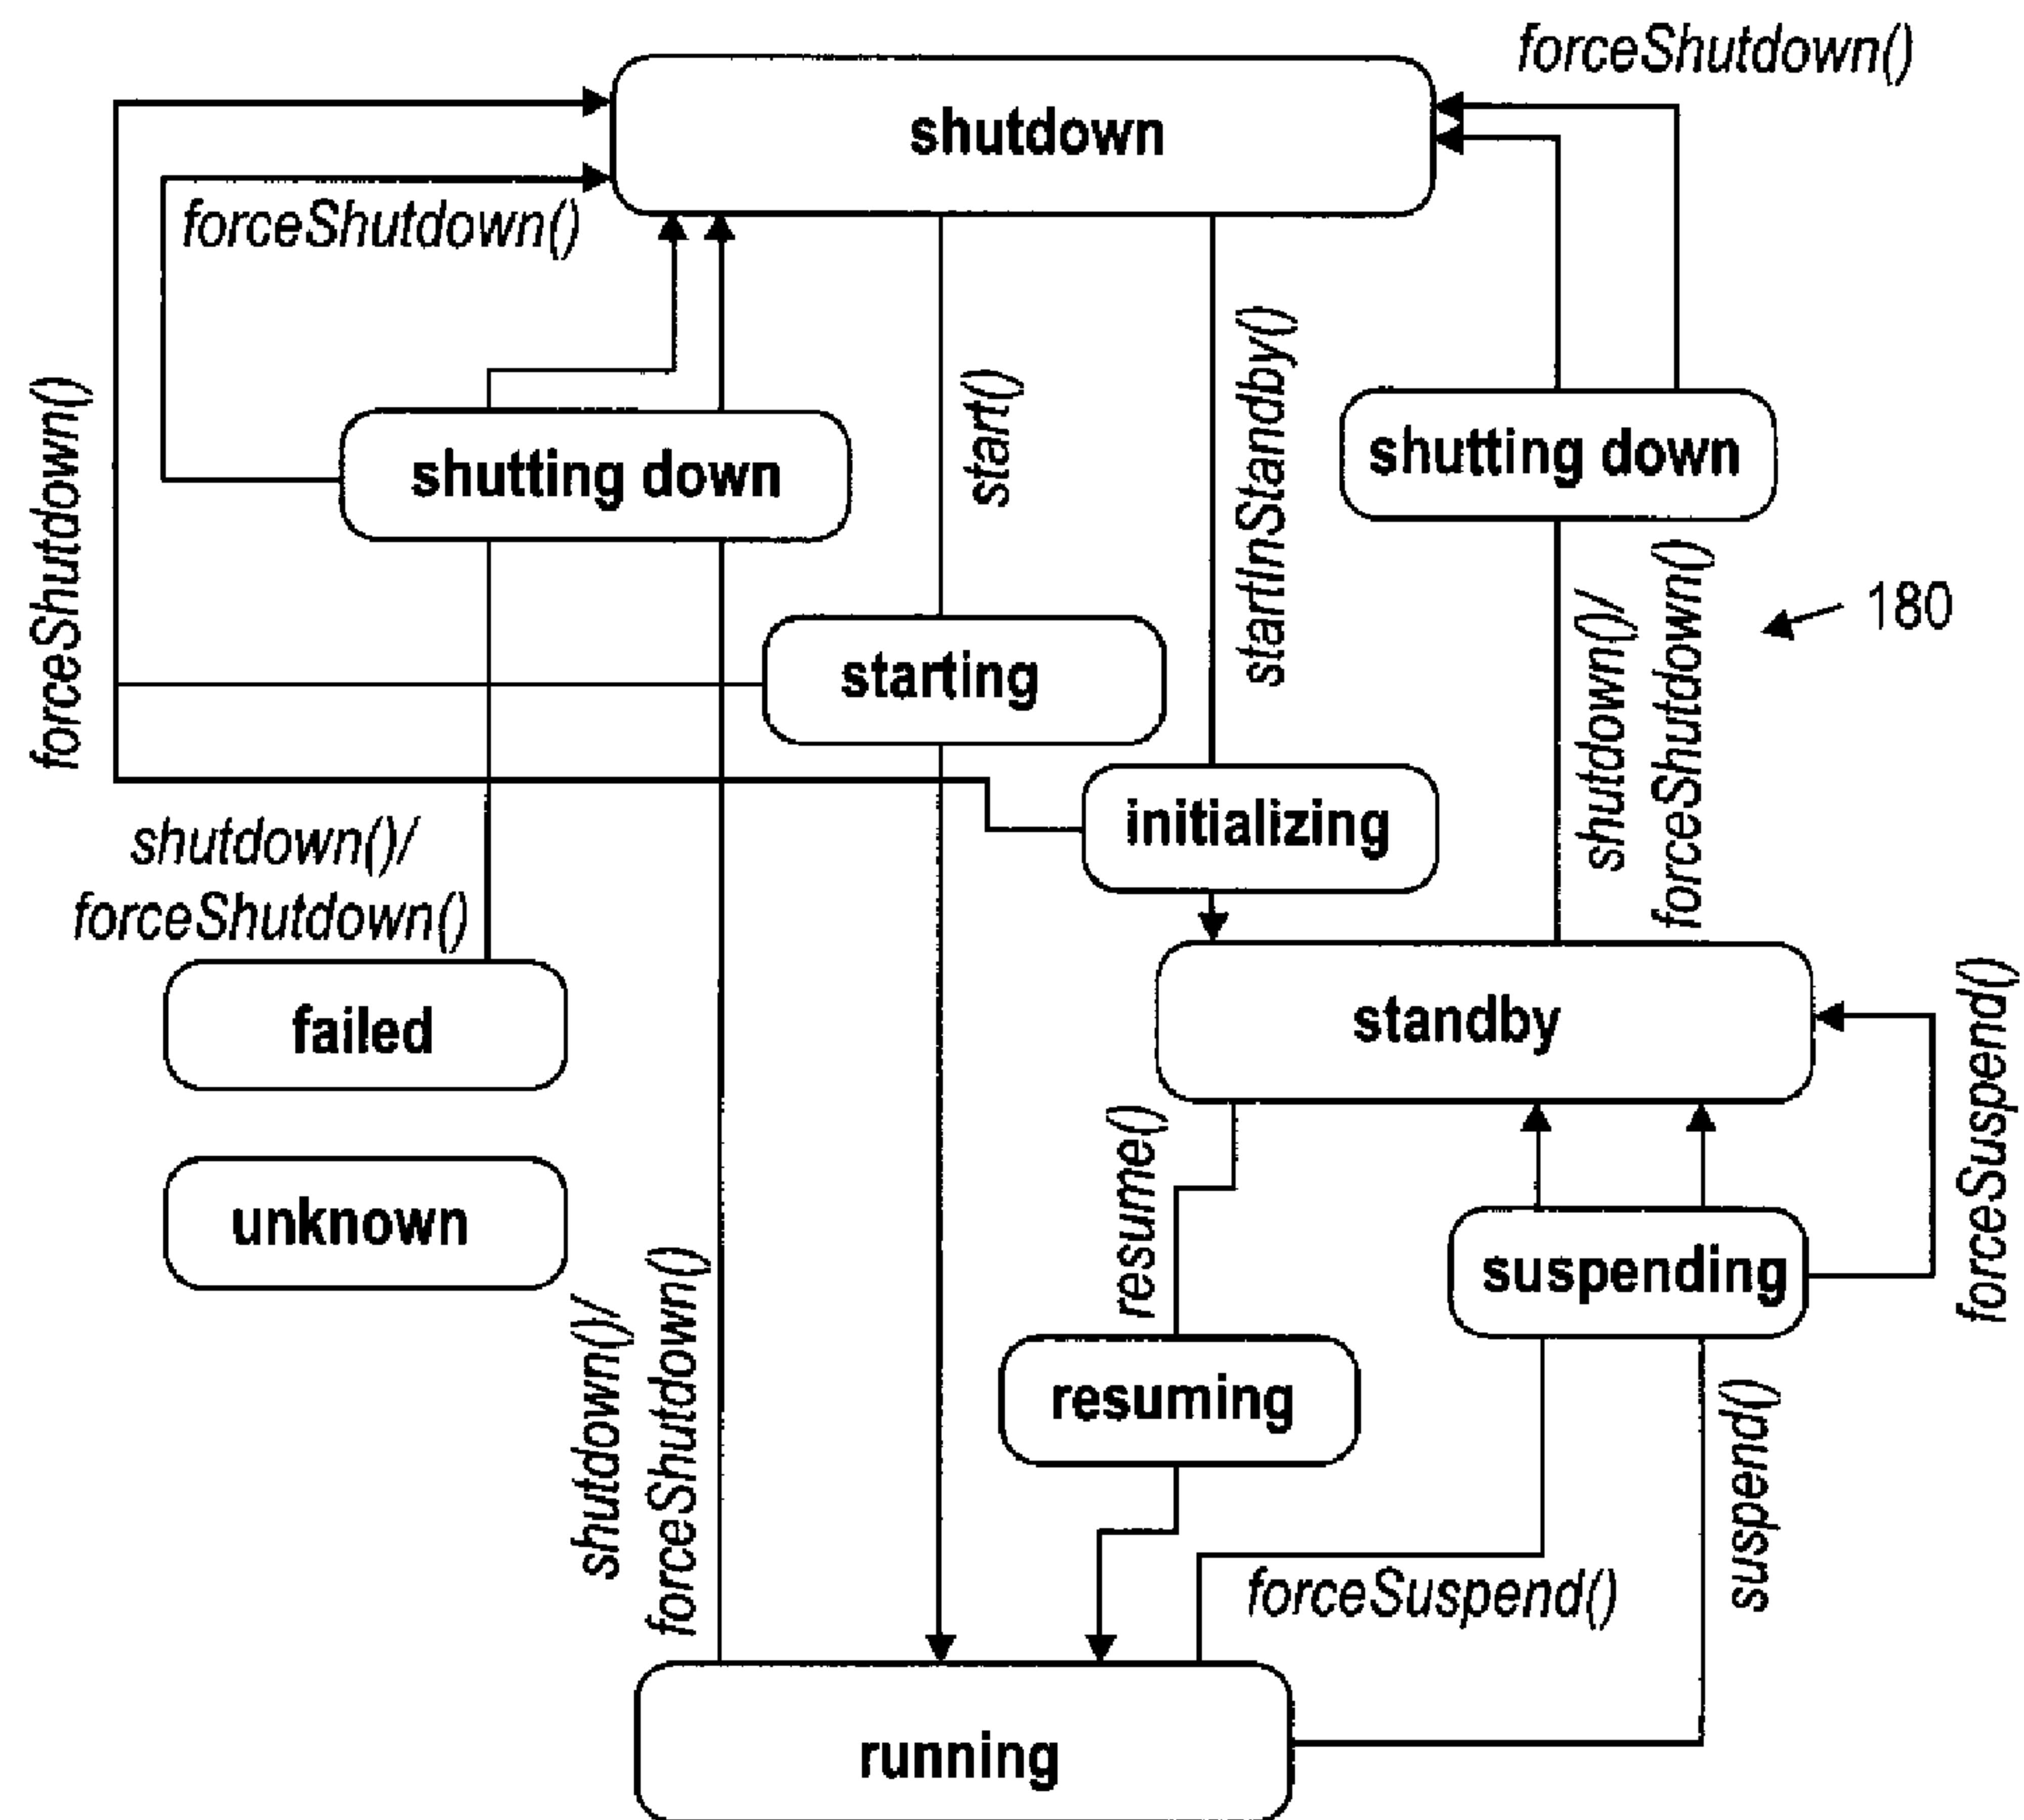 forceShutdown()
shutdown
forceShutdown()
forceShutdown()
start()
startInStandby()
shutting down
shutting down
shutdown()/
forceShutdown()
180
starting
initializing
shutdown()/
forceShutdown()
failed
standby
forceSuspend()
unknown
resume()
suspending
shutdown()/
forceShutdown()
resuming
suspend()
forceSuspend()
running